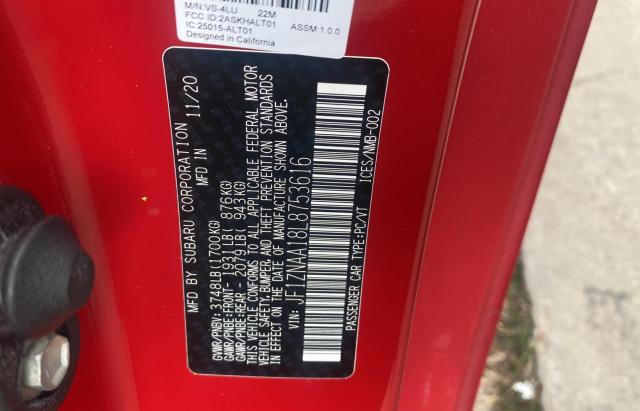 M/N:VS-4LU 22M
FCC ID:2ASKHALT01
IC:25015-ALT01 ASSM:1.0.0
Designed in California
MFD BY SUBARU CORPORATION
MFD IN 11/20
GWR/PNBV: 3748LB(1700KG)
GAWR/PNBE:FRONT- 1931LB( 876KG)
GAWR/PNBE:REAR- 2079LB( 943KG)
THIS VEHICLE CONFORMS TO ALL APPLICABLE FEDERAL MOTOR
VEHICLE SAFETY,BUMPER, AND THEFT PREVENTION STANDARDS
IN EFFECT ON THE DATE OF MANUFACTURE SHOWN ABOVE.
VIN: JF1ZNAA18L8753616
PASSENGER CAR TYPE:PC/VT ICES/NMB-002